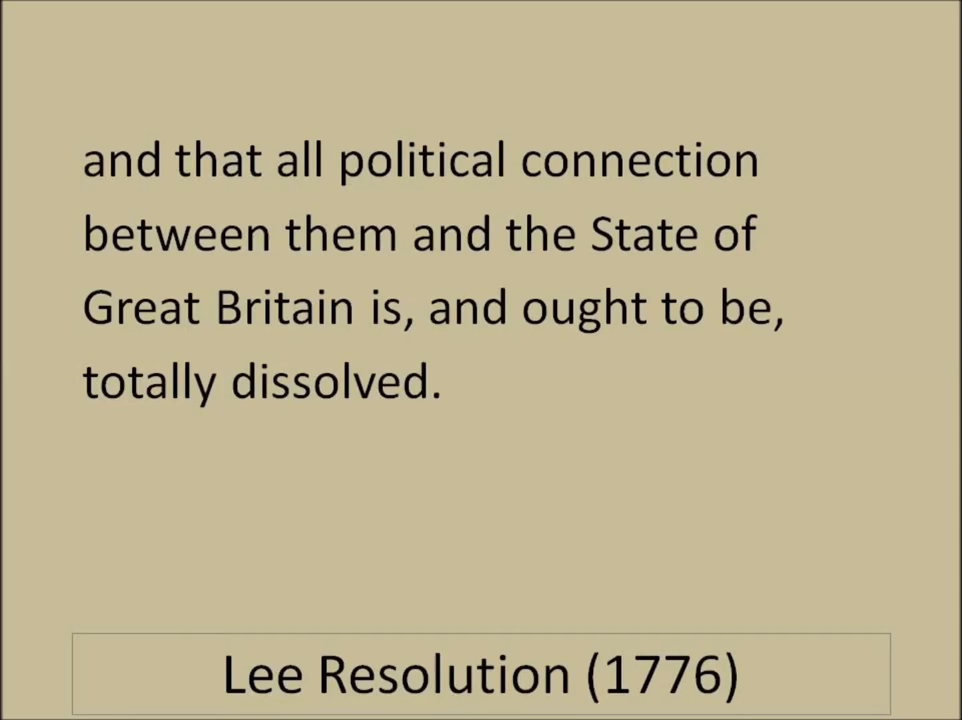 and that all political connection
between them and the State of
Great Britain is, and ought to be,
totally dissolved.
Lee Resolution (1776)